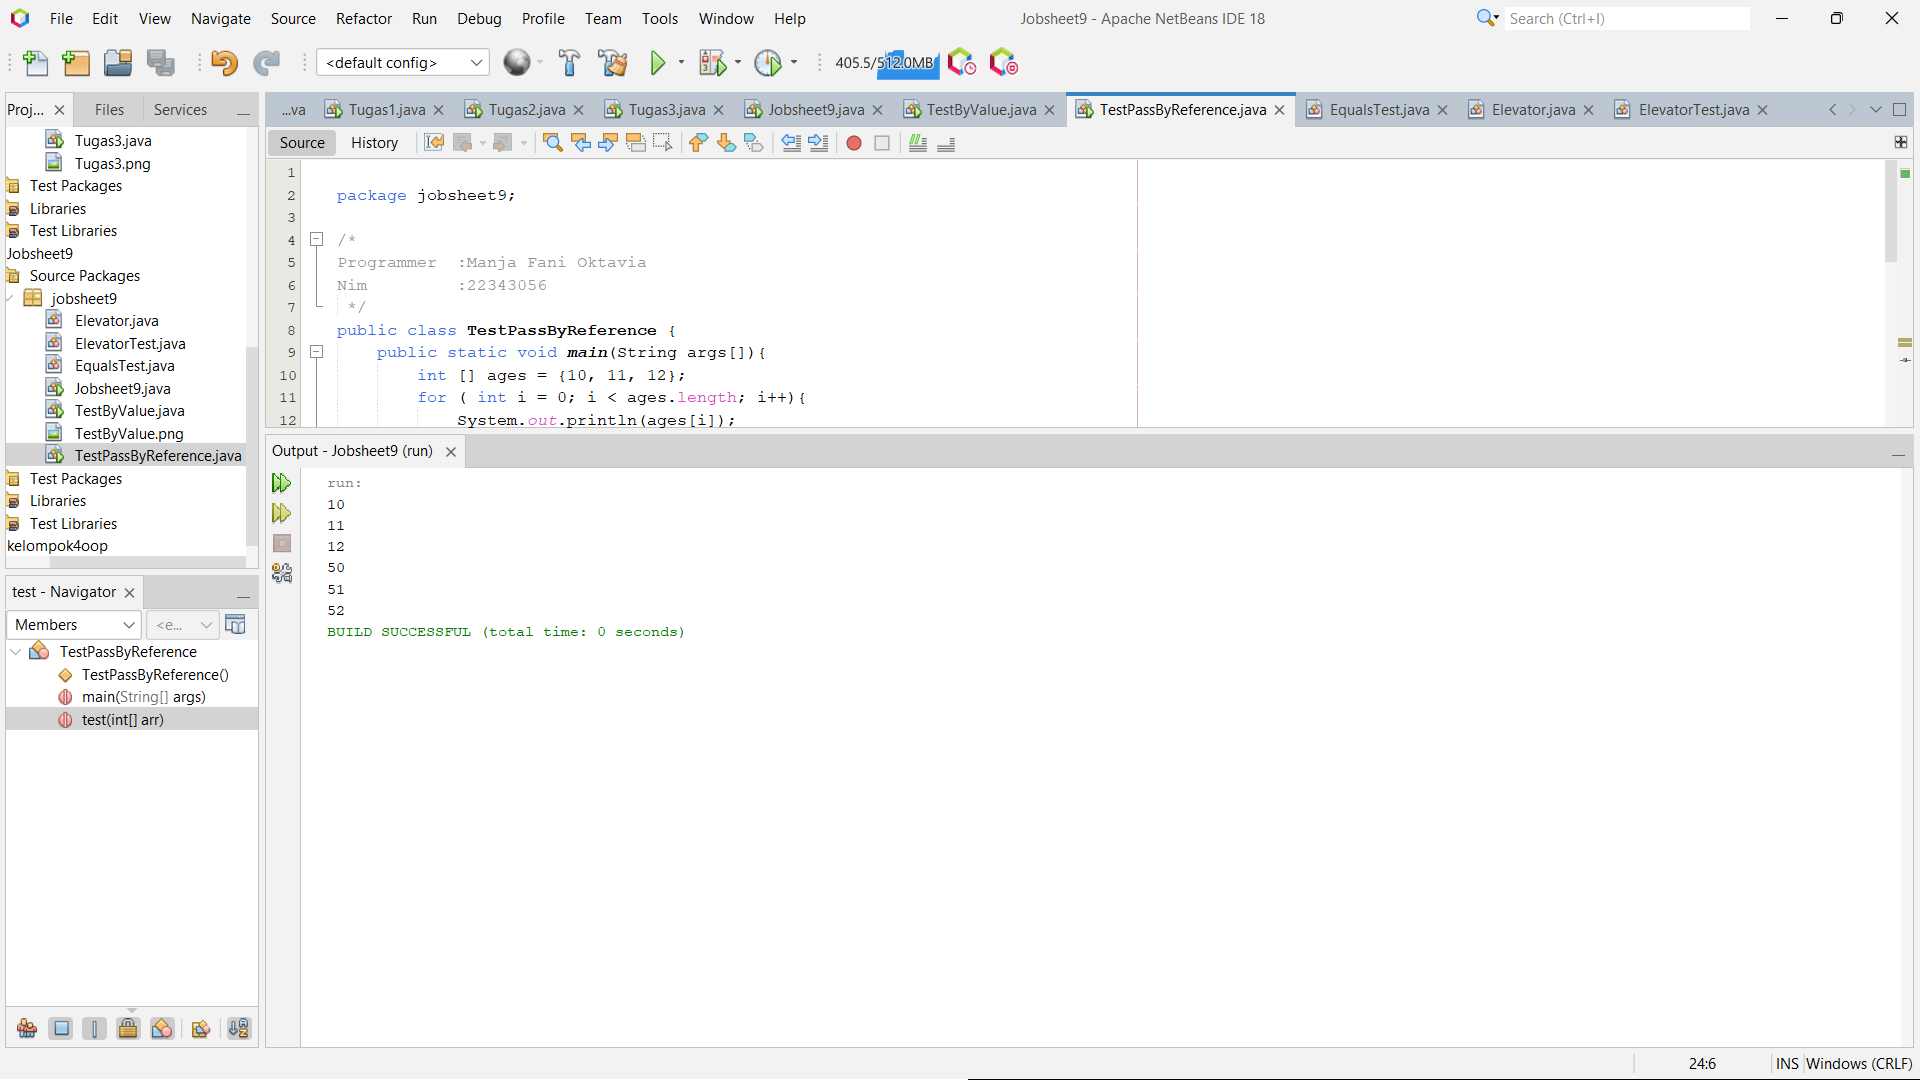 File Edit View Navigate Source Refactor Run Debug Profile Team Tools Window Help
Jobsheet9 - Apache NetBeans IDE 18
Search (Ctrl+I)
<default config>
405.5/512.0MB
Proj... Files Services
...va Tugas1.java Tugas2.java Tugas3.java Jobsheet9.java TestByValue.java TestPassByReference.java EqualsTest.java Elevator.java ElevatorTest.java
Source History
Tugas3.java
Tugas3.png
Test Packages
Libraries
Test Libraries
Jobsheet9
Source Packages
jobsheet9
Elevator.java
ElevatorTest.java
EqualsTest.java
Jobsheet9.java
TestByValue.java
TestByValue.png
TestPassByReference.java
Test Packages
Libraries
Test Libraries
kelompok4oop
1
2 package jobsheet9;
3
4 /*
5 Programmer :Manja Fani Oktavia
6 Nim :22343056
7 */
8 public class TestPassByReference {
9 public static void main(String args[]){
10 int [] ages = {10, 11, 12};
11 for ( int i = 0; i < ages.length; i++){
12 System.out.println(ages[i]);
Output - Jobsheet9 (run)
run:
10
11
12
50
51
52
BUILD SUCCESSFUL (total time: 0 seconds)
test - Navigator
Members <e...
TestPassByReference
TestPassByReference()
main(String[] args)
test(int[] arr)
24:6 INS Windows (CRLF)